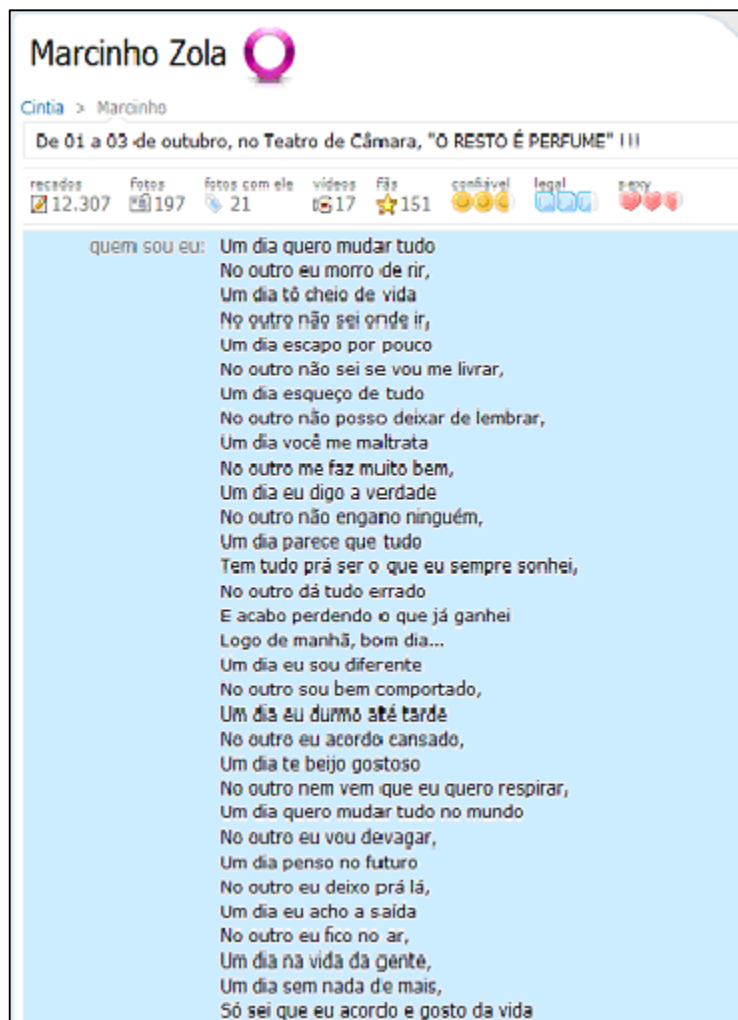 Marcinho Zola
Cintia > Marcinho
De 01 a 03 de outubro, no Teatro de Câmara, "O RESTO É PERFUME" !!!
recados fotos fotos com ele vídeos fãs confiável legal sexy
12.307 197 21 17 151
quem sou eu: Um dia quero mudar tudo
No outro eu morro de rir,
Um dia tô cheio de vida
No outro não sei onde ir,
Um dia escapo por pouco
No outro não sei se vou me livrar,
Um dia esqueço de tudo
No outro não posso deixar de lembrar,
Um dia você me maltrata
No outro me faz muito bem,
Um dia eu digo a verdade
No outro não engano ninguém,
Um dia parece que tudo
Tem tudo prá ser o que eu sempre sonhei,
No outro dá tudo errado
E acabo perdendo o que já ganhei
Logo de manhã, bom dia...
Um dia eu sou diferente
No outro sou bem comportado,
Um dia eu durmo até tarde
No outro eu acordo cansado,
Um dia te beijo gostoso
No outro nem vem que eu quero respirar,
Um dia quero mudar tudo no mundo
No outro eu vou devagar,
Um dia penso no futuro
No outro eu deixo prá lá,
Um dia eu acho a saída
No outro eu fico no ar,
Um dia na vida da gente,
Um dia sem nada de mais,
Só sei que eu acordo e gosto da vida